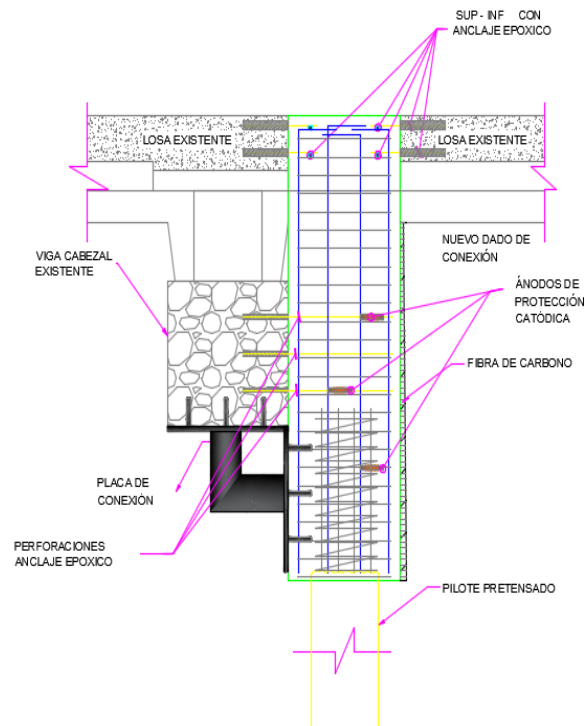 SUP - INF CON
ANCLAJE EPOXICO
LOSA EXISTENTE
LOSA EXISTENTE
NUEVO DADO DE
CONEXIÓN
VIGA CABEZAL
EXISTENTE
ÁNODOS DE
PROTECCIÓN
CATÓDICA
FIBRA DE CARBONO
PLACA DE
CONEXIÓN
PERFORACIONES
ANCLAJE EPOXICO
PILOTE PRETENSADO